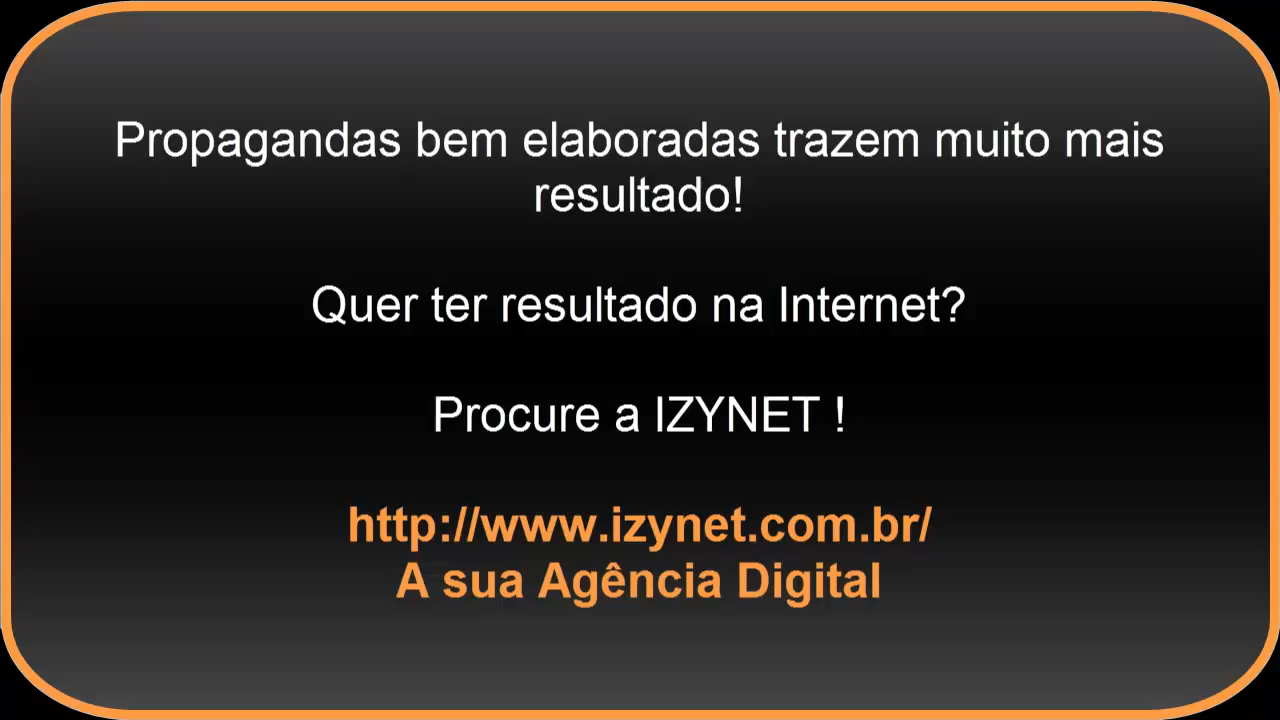 Propagandas bem elaboradas trazem muito mais
resultado!
Quer ter resultado na Internet?
Procure a IZYNET !
http://www.izynet.com.br/
A sua Agência Digital